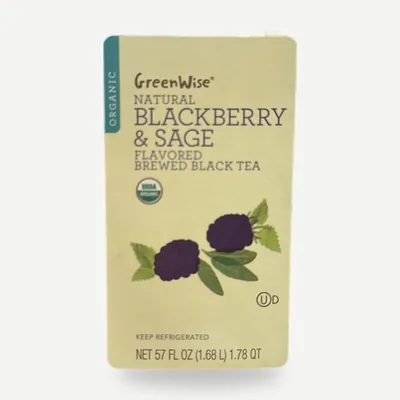 ORGANIC
GreenWise®
NATURAL
BLACKBERRY
& SAGE
FLAVORED
BREWED BLACK TEA
USDA
ORGANIC
U D
KEEP REFRIGERATED
NET 57 FL OZ (1.68 L) 1.78 QT